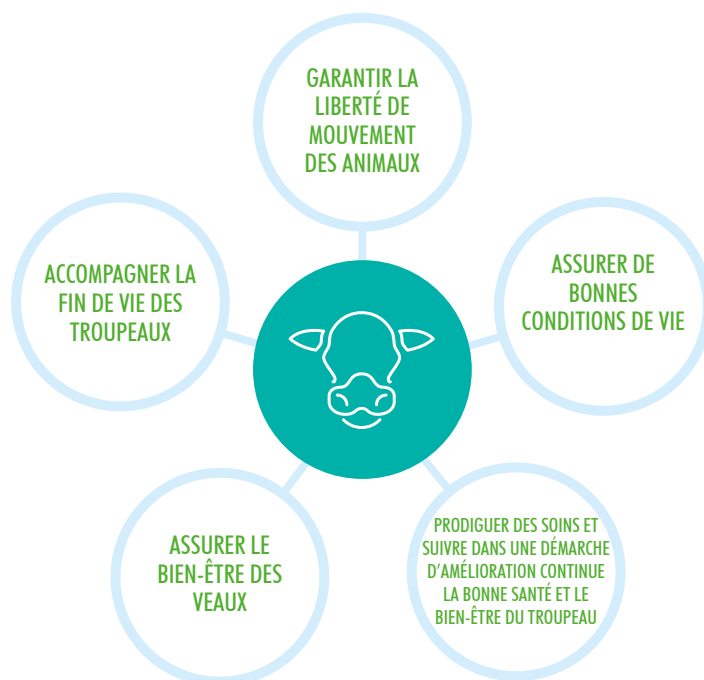 GARANTIR LA
LIBERTÉ DE
MOUVEMENT
DES ANIMAUX
ACCOMPAGNER LA
FIN DE VIE DES
TROUPEAUX
ASSURER DE
BONNES
CONDITIONS DE VIE
ASSURER LE
BIEN-ÊTRE DES
VEAUX
PRODIGUER DES SOINS ET
SUIVRE DANS UNE DÉMARCHE
D'AMÉLIORATION CONTINUE
LA BONNE SANTÉ ET LE
BIEN-ÊTRE DU TROUPEAU